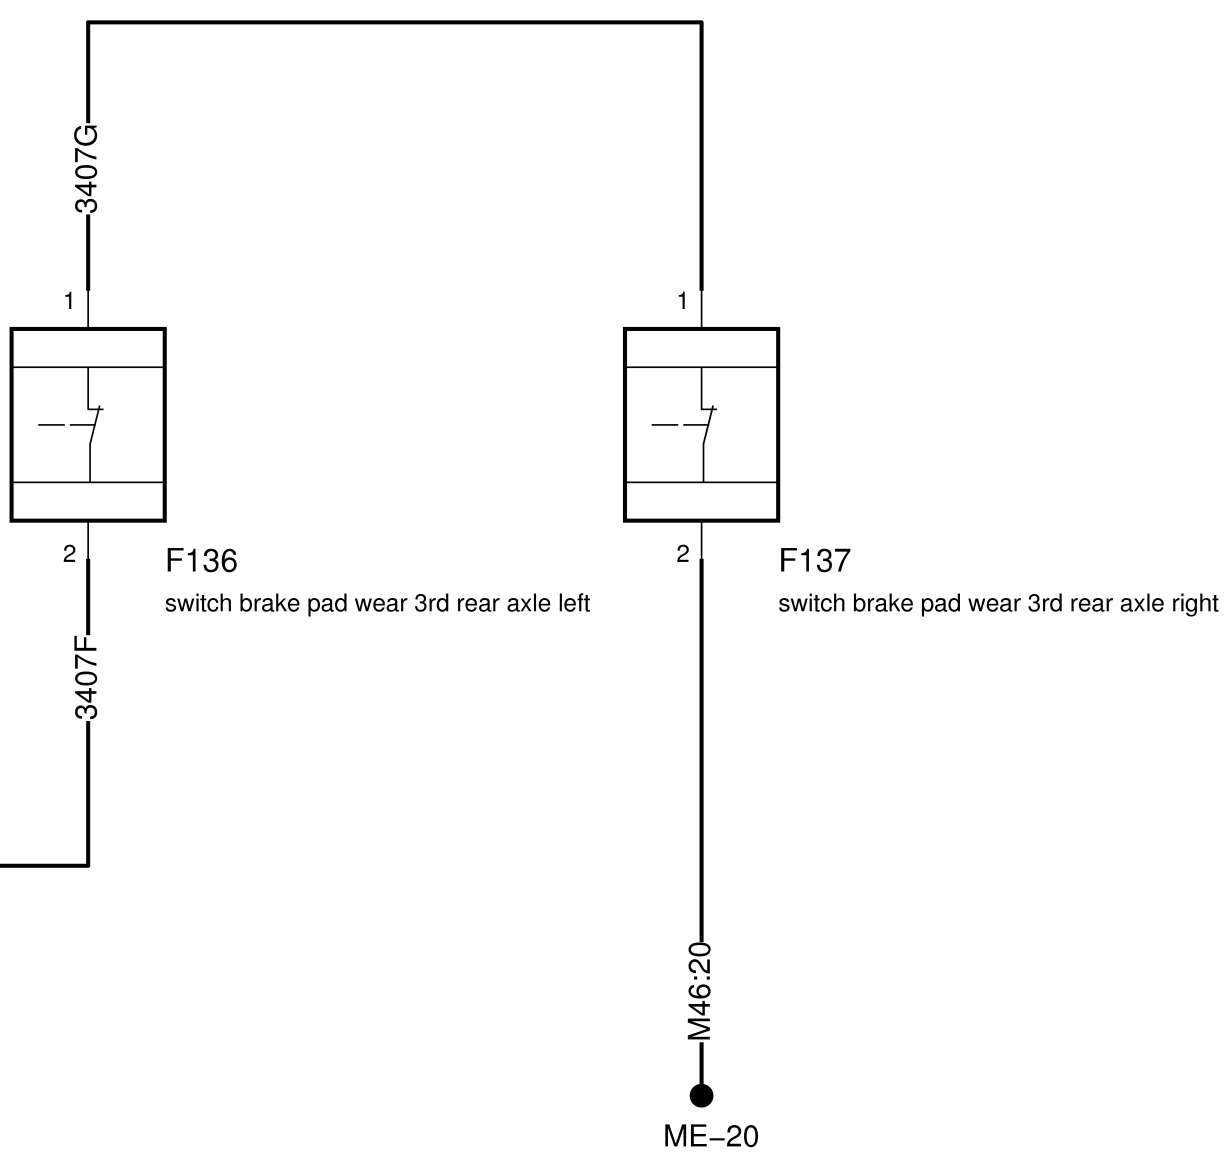 3407G
1
1
2
F136
switch brake pad wear 3rd rear axle left
2
F137
switch brake pad wear 3rd rear axle right
3407F
M46:20
ME−20